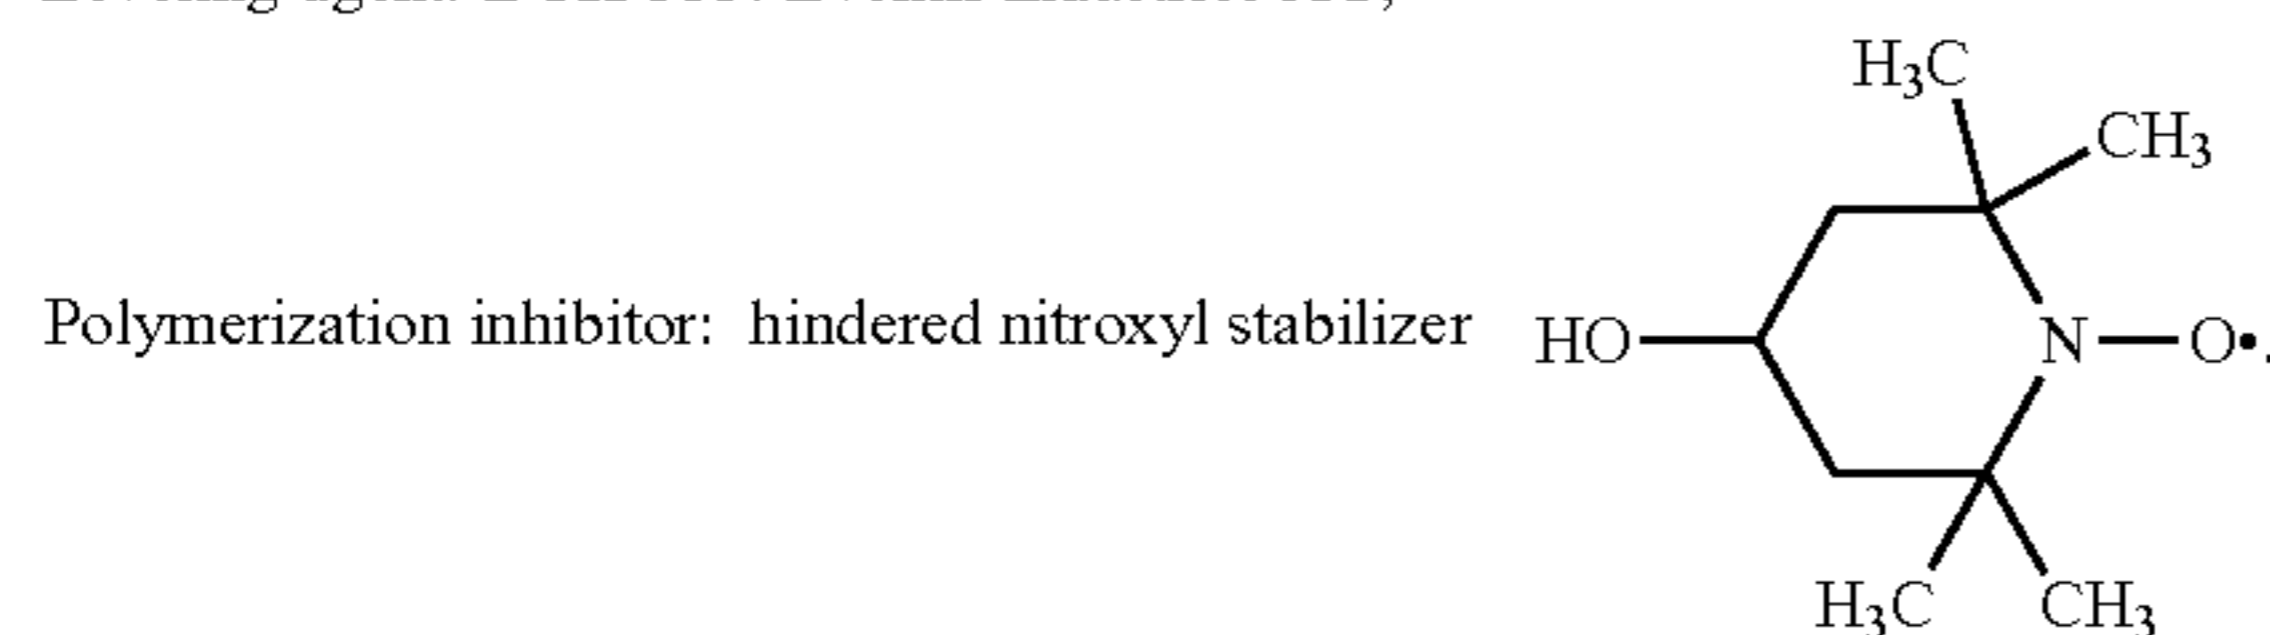 H3C
CH3
Polymerization inhibitor: hindered nitroxyl stabilizer HO N O•.
H3C CH3